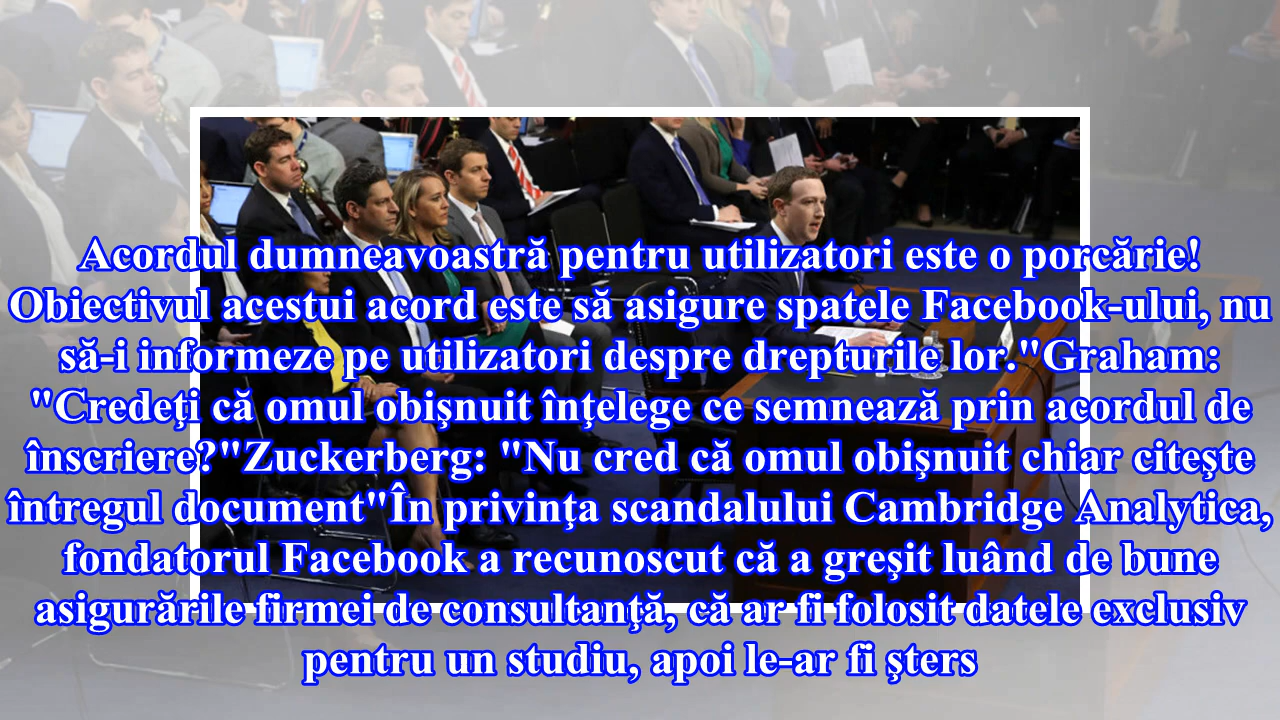 Acordul dumneavoastră pentru utilizatori este o porcărie!
Obiectivul acestui acord este să asigure spatele Facebook-ului, nu
să-i informeze pe utilizatori despre drepturile lor."Graham:
"Credeţi că omul obişnuit înţelege ce semnează prin acordul de
înscriere?"Zuckerberg: "Nu cred că omul obişnuit chiar citeşte
întregul document"În privinţa scandalului Cambridge Analytica,
fondatorul Facebook a recunoscut că a greşit luând de bune
asigurările firmei de consultanţă, că ar fi folosit datele exclusiv
pentru un studiu, apoi le-ar fi şters